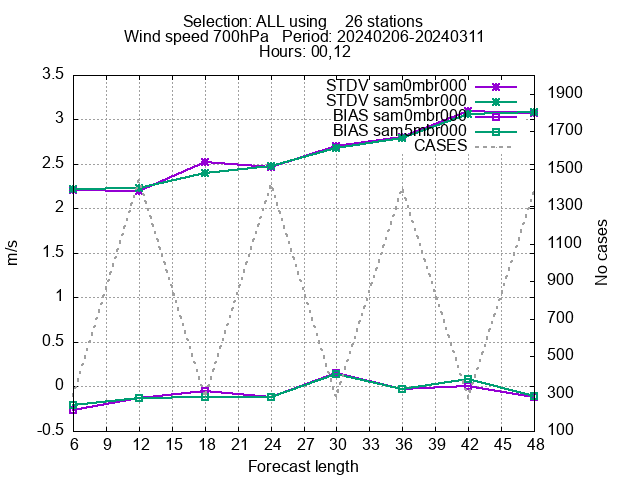 Selection: ALL using    26 stations
Wind speed 700hPa   Period: 20240206-20240311
Hours: 00,12
STDV sam0mbr000
STDV sam5mbr000
BIAS sam0mbr000
BIAS sam5mbr000
CASES
m/s
3.5
3
2.5
2
1.5
1
0.5
0
-0.5
No cases
1900
1700
1500
1300
1100
900
700
500
300
100
6 9 12 15 18 21 24 27 30 33 36 39 42 45 48
Forecast length